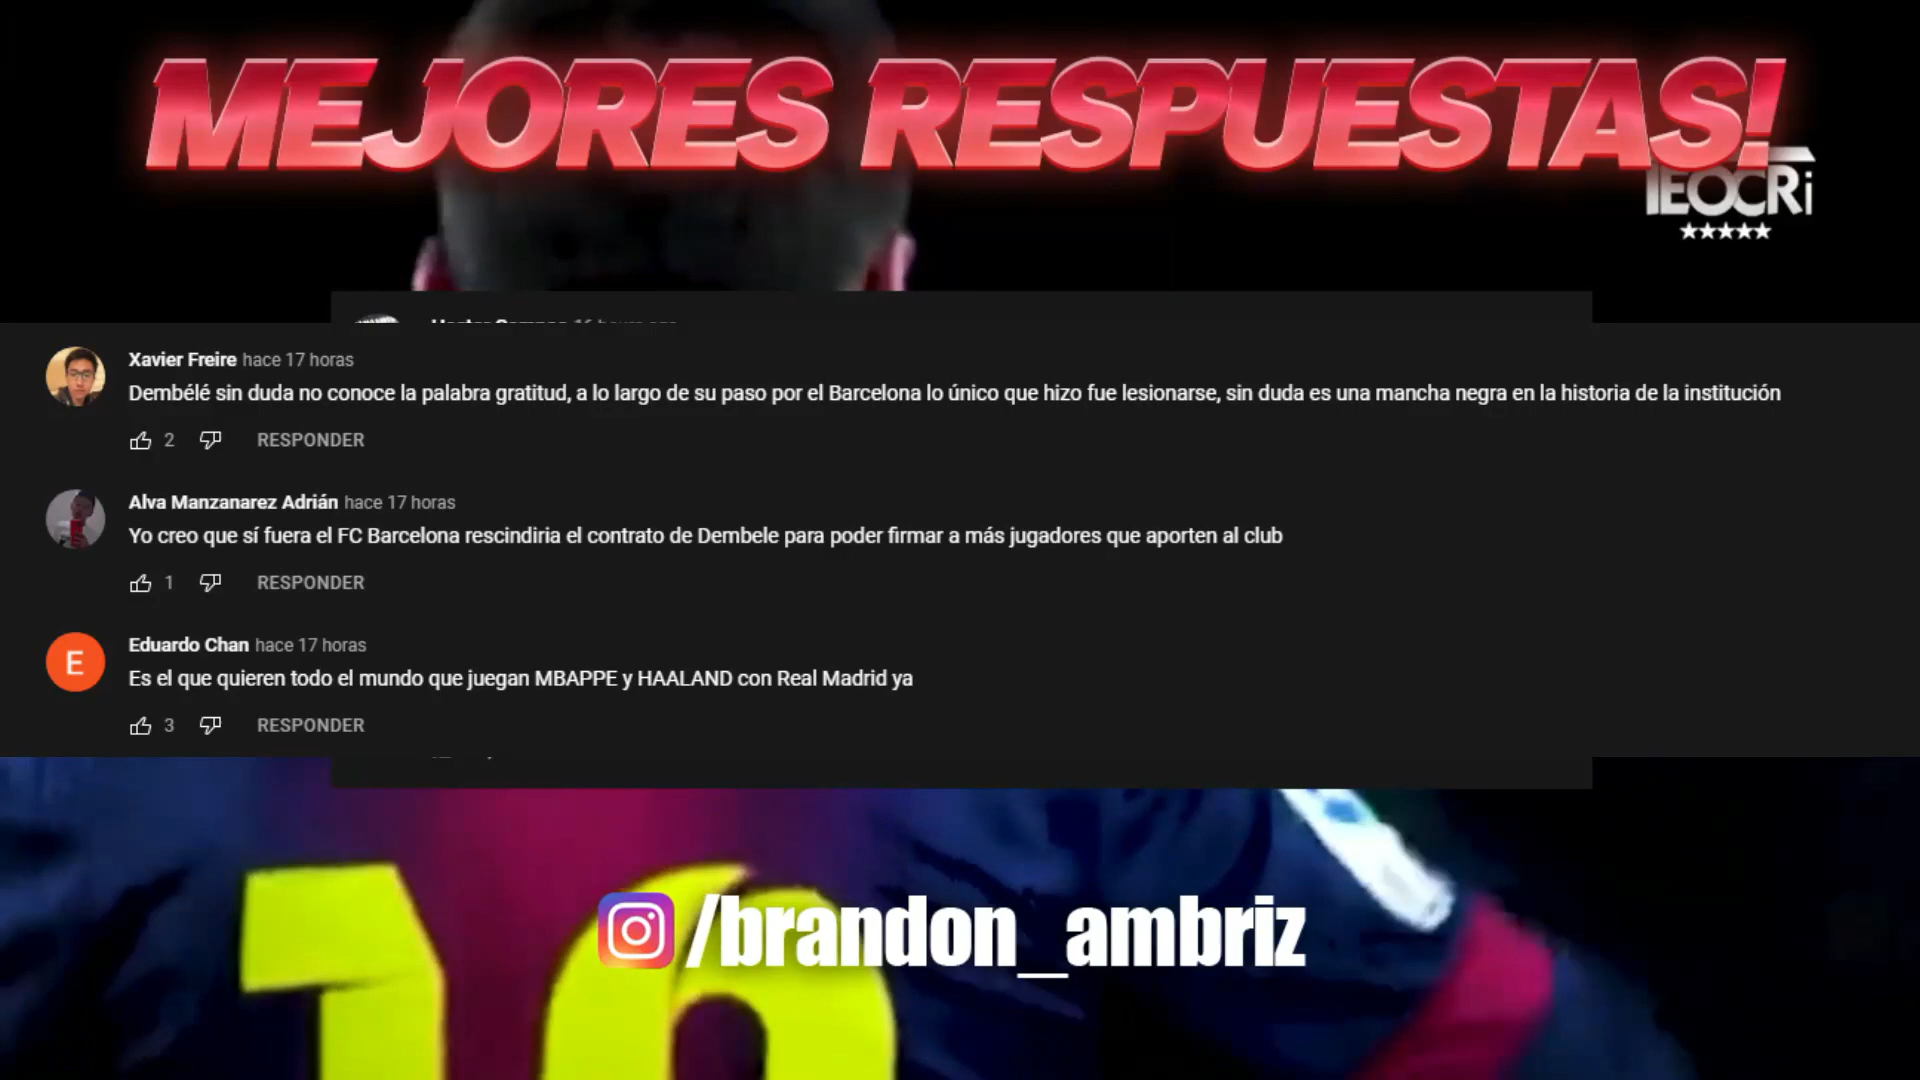 MEJORES RESPUESTAS!
TEOCRi
Xavier Freire hace 17 horas
Dembélé sin duda no conoce la palabra gratitud, a lo largo de su paso por el Barcelona lo único que hizo fue lesionarse, sin duda es una mancha negra en la historia de la institución
2 RESPONDER
Alva Manzanarez Adrián hace 17 horas
Yo creo que sí fuera el FC Barcelona rescindiria el contrato de Dembele para poder firmar a más jugadores que aporten al club
1 RESPONDER
E
Eduardo Chan hace 17 horas
Es el que quieren todo el mundo que juegan MBAPPE y HAALAND con Real Madrid ya
3 RESPONDER
/brandon_ambriz
10